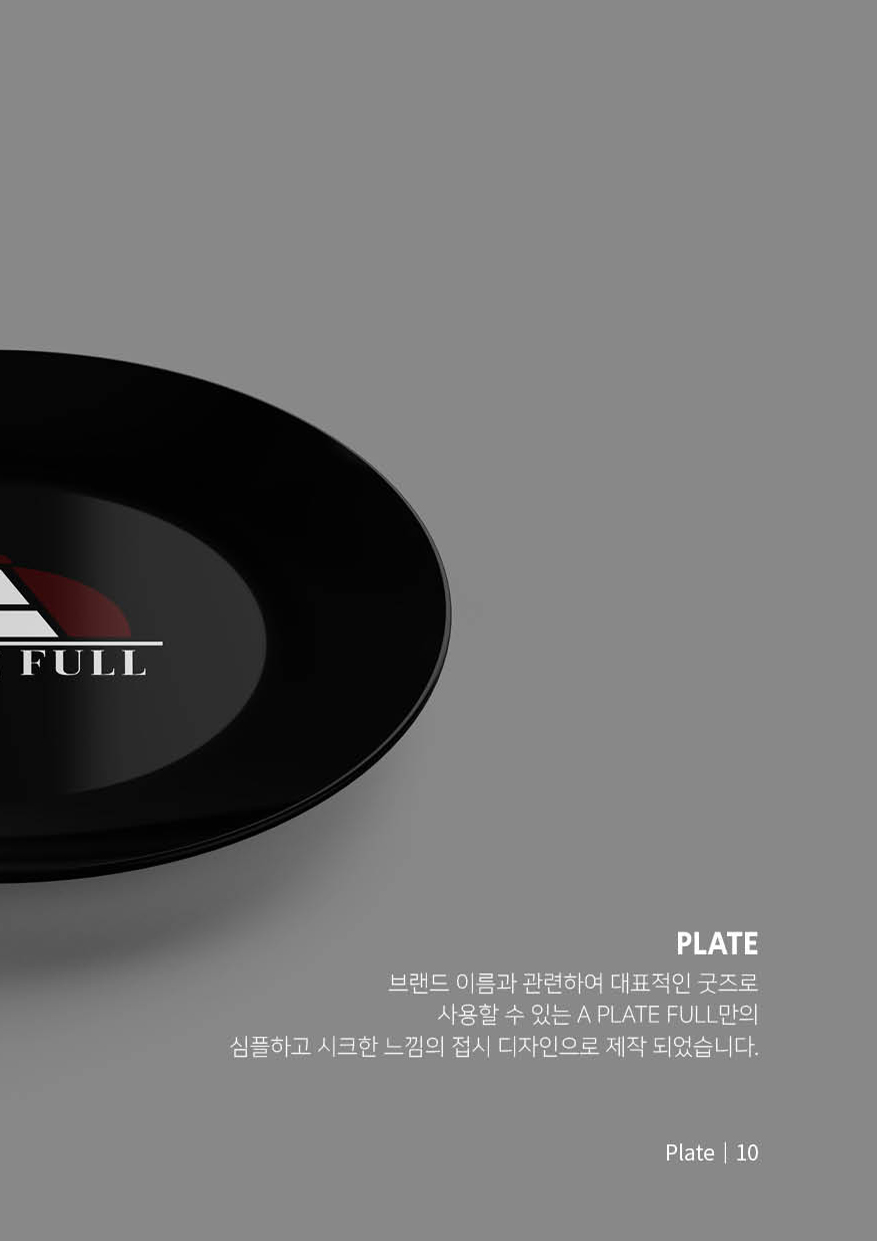 FULL
PLATE
브랜드 이름과 관련하여 대표적인 굿즈로
사용할 수 있는 A PLATE FULL만의
심플하고 시크한 느낌의 접시 디자인으로 제작 되었습니다.
Plate | 10